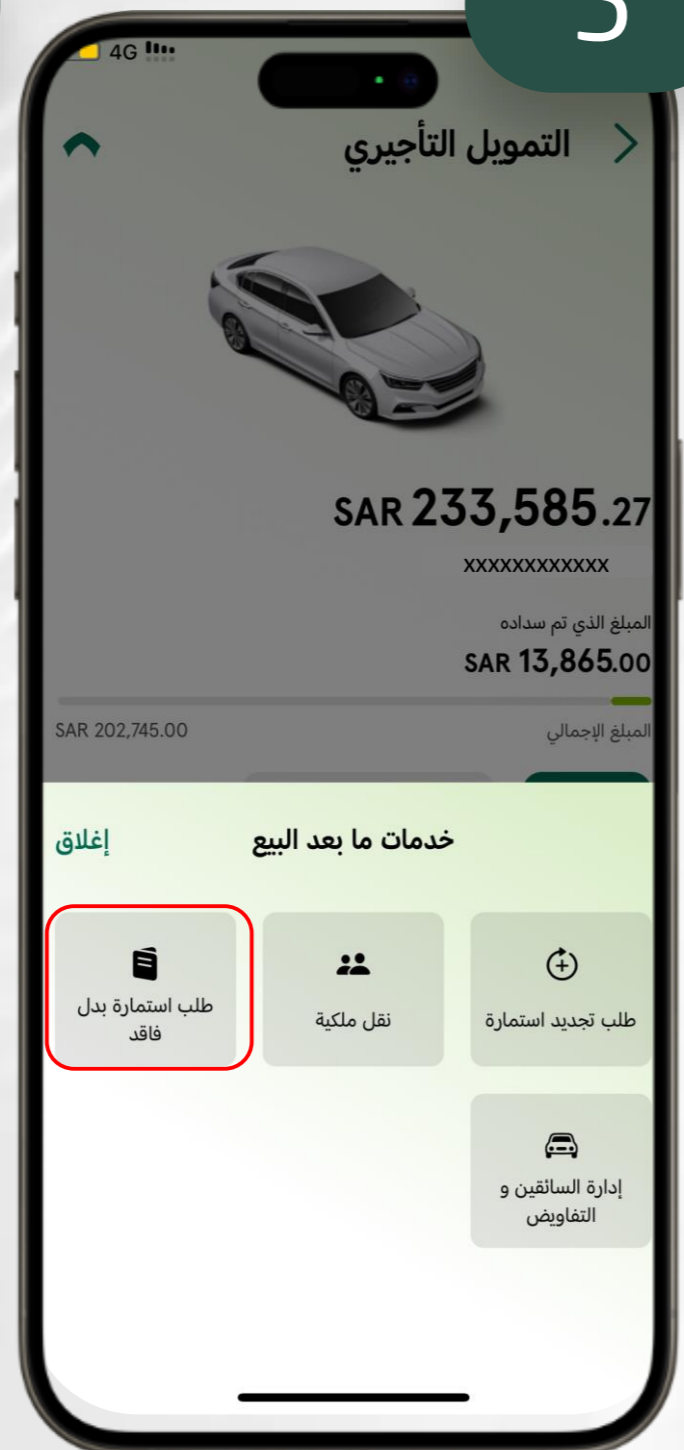 4G
التمويل التأجيري
SAR 233,585.27
XXXXXXXXXXXX
المبلغ الذي تم سداده
SAR 13,865.00
المبلغ الإجمالي
SAR 202,745.00
خدمات ما بعد البيع
إغلاق
طلب تجديد استمارة
نقل ملكية
طلب استمارة بدل
فاقد
إدارة السائقين و
التفاويض